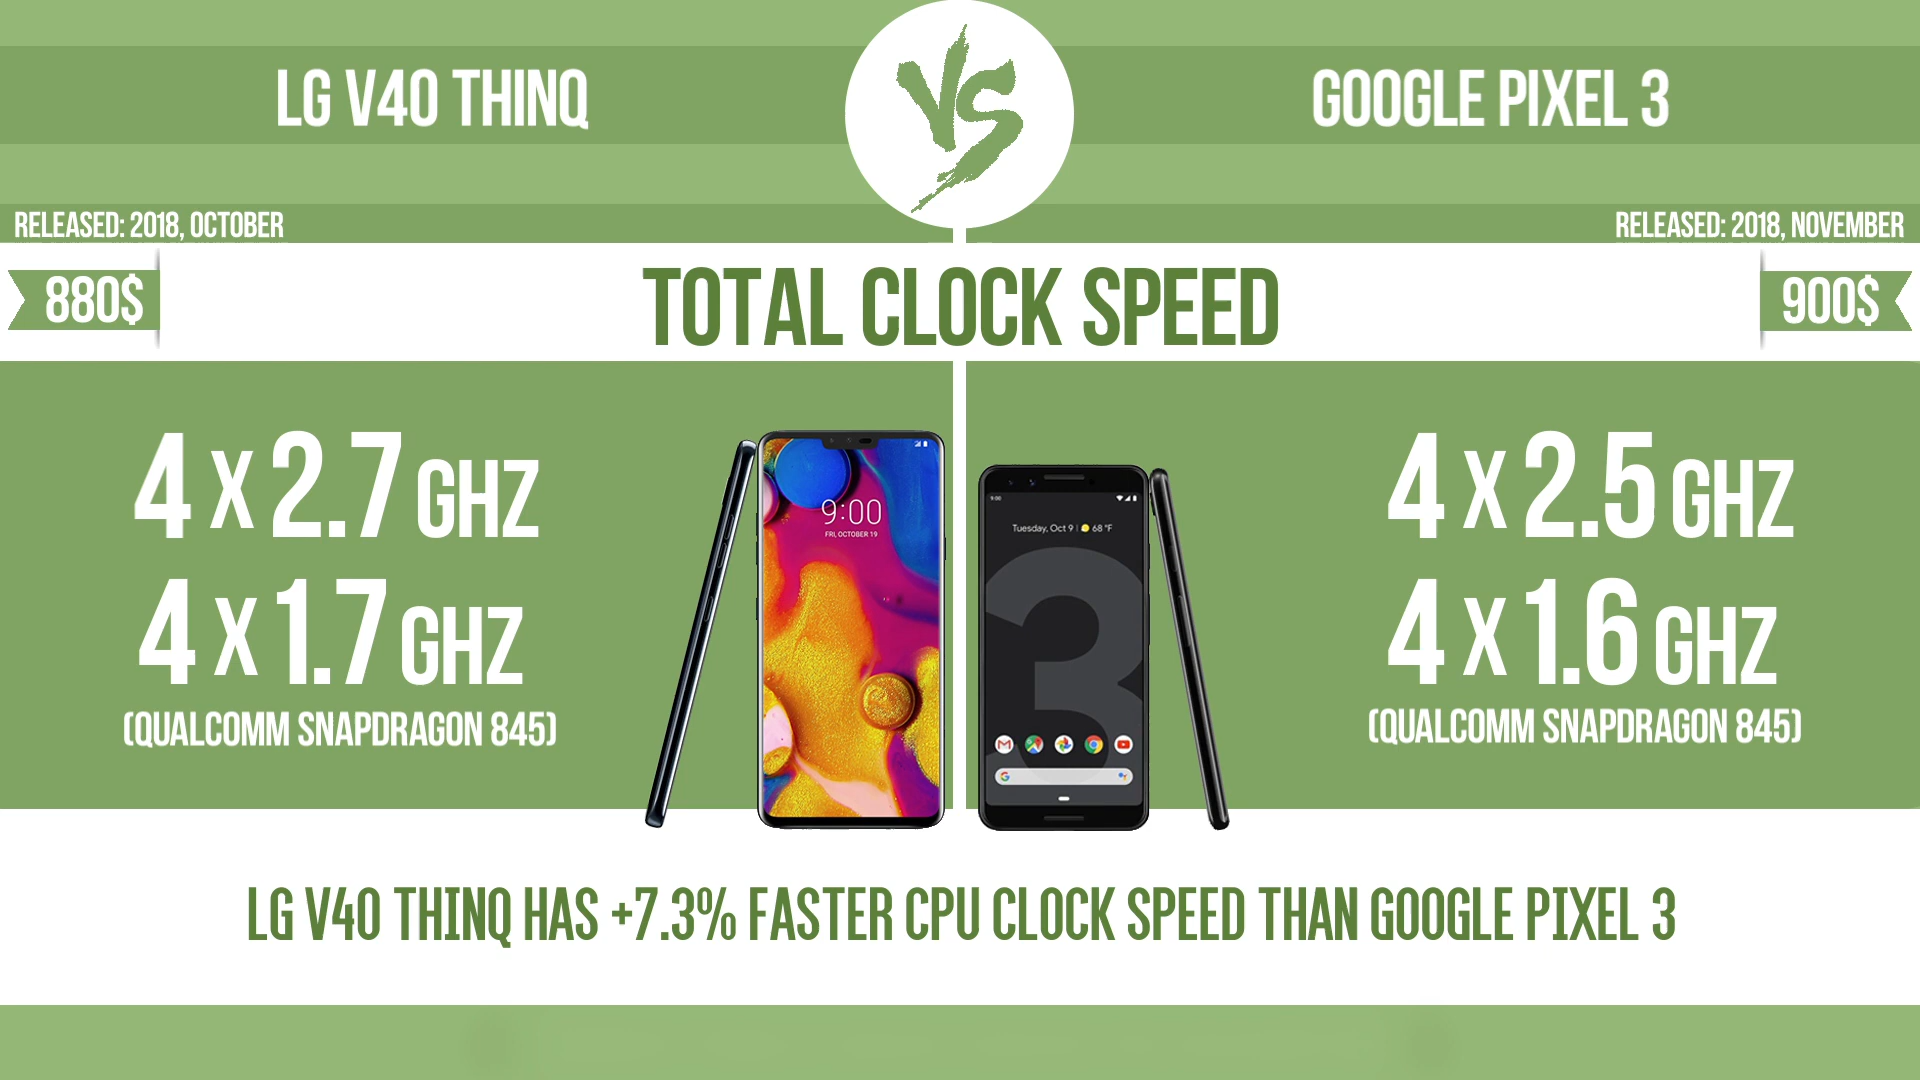 LG V40 THINQ
VS
GOOGLE PIXEL 3
RELEASED: 2018, OCTOBER
RELEASED: 2018, NOVEMBER
880$
TOTAL CLOCK SPEED
900$
4 X 2.7 GHZ
4 X 1.7 GHZ
(QUALCOMM SNAPDRAGON 845)
9:00
FRI, OCTOBER 19
9:00
Tuesday, Oct 9 | 68 °F
3
4 X 2.5 GHZ
4 X 1.6 GHZ
(QUALCOMM SNAPDRAGON 845)
LG V40 THINQ HAS +7.3% FASTER CPU CLOCK SPEED THAN GOOGLE PIXEL 3